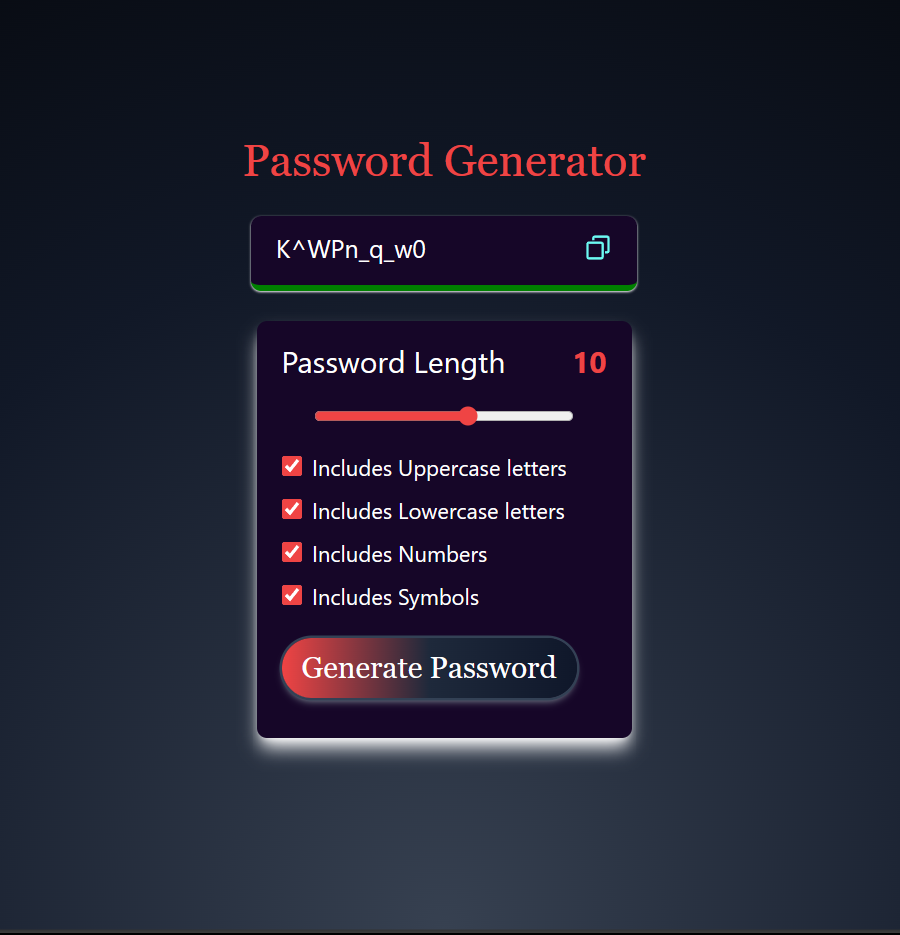 Password Generator
K^WPn_q_w0
Password Length 10
Includes Uppercase letters
Includes Lowercase letters
Includes Numbers
Includes Symbols
Generate Password